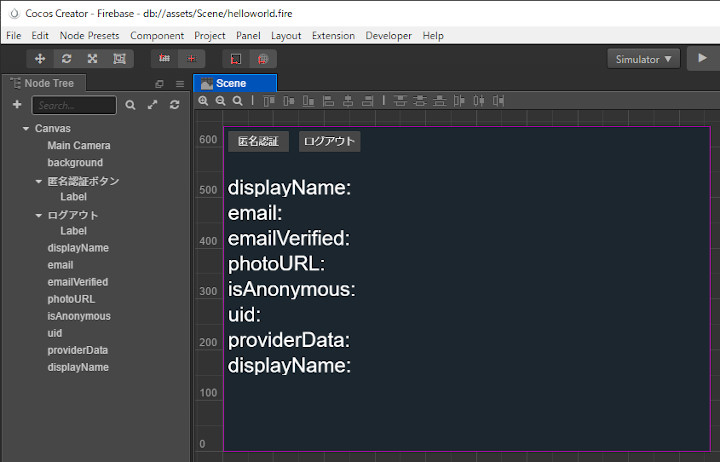 Cocos Creator - Firebase - db://assets/Scene/helloworld.fire
File Edit Node Presets Component Project Panel Layout Extension Developer Help
Simulator
Node Tree
Scene
Search...
Canvas
Main Camera
background
匿名認証ボタン
Label
ログアウト
Label
displayName
email
emailVerified
photoURL
isAnonymous
uid
providerData
displayName
600
500
400
300
200
100
0
匿名認証 ログアウト
displayName:
email:
emailVerified:
photoURL:
isAnonymous:
uid:
providerData:
displayName: